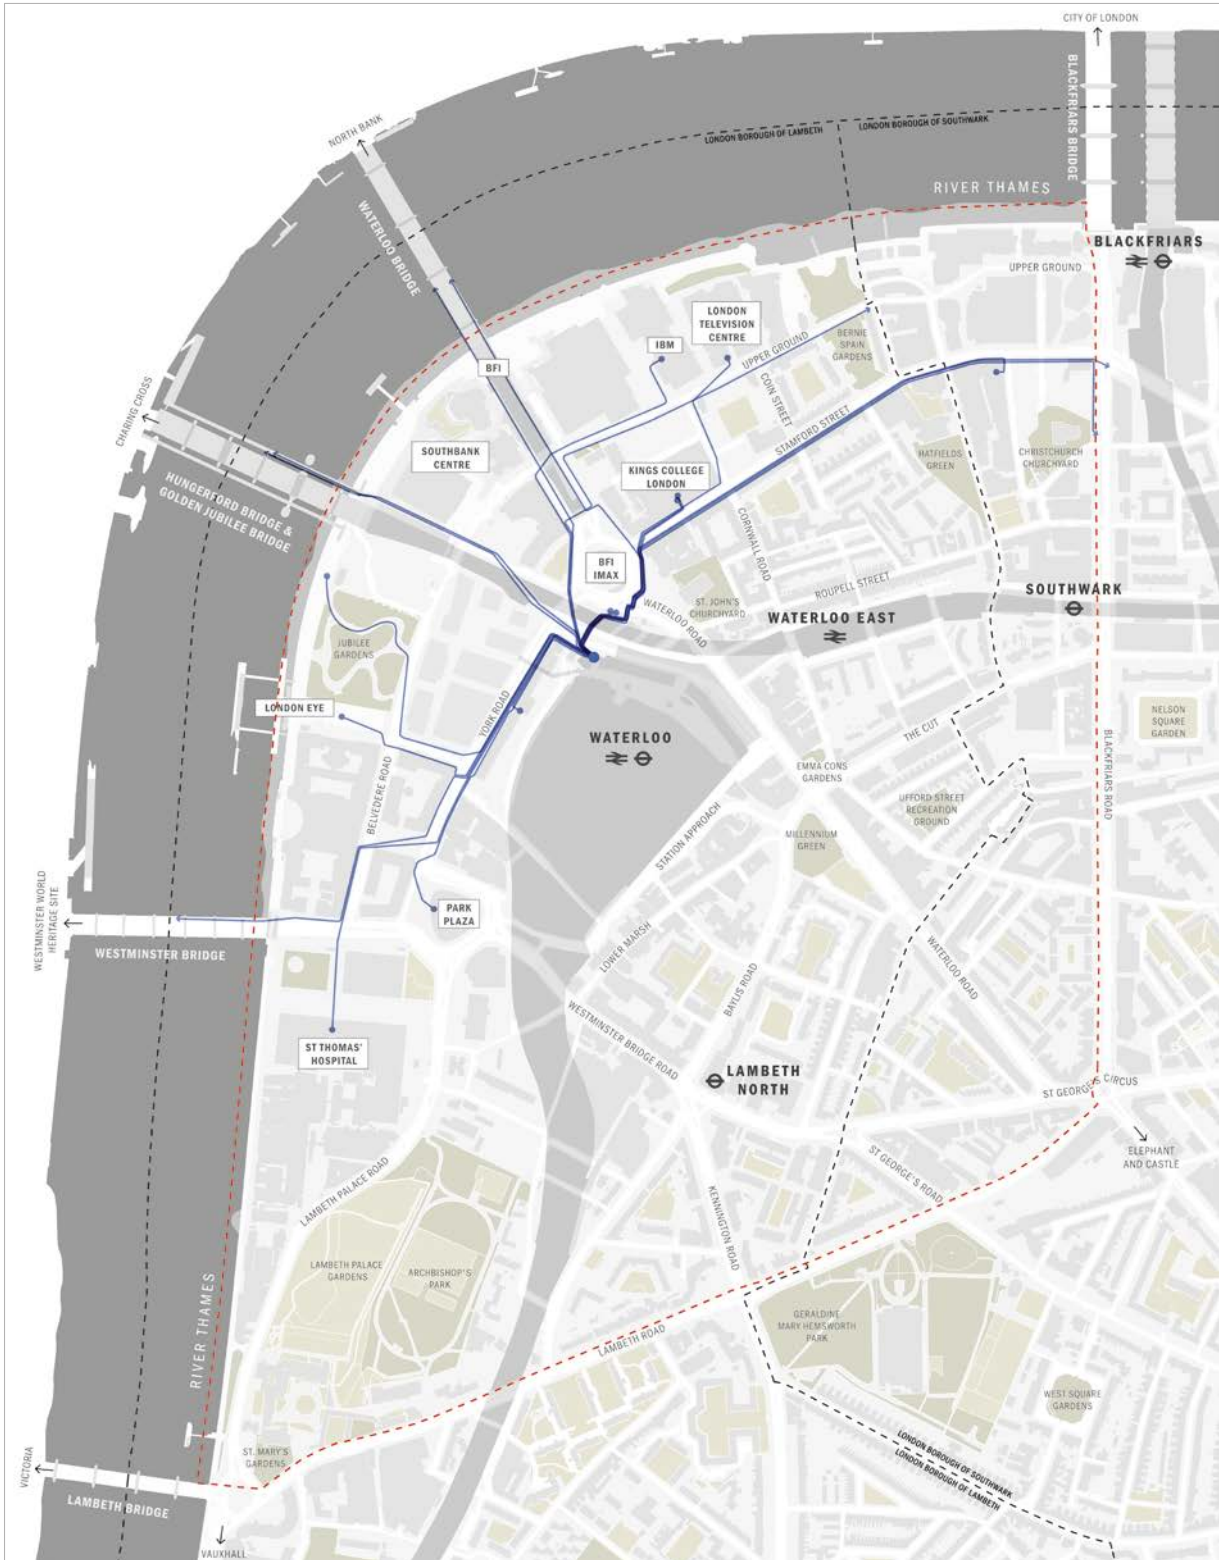 CITY OF LONDON
BLACKFRIARS BRIDGE
NORTH BANK
LONDON BOROUGH OF LAMBETH
LONDON BOROUGH OF SOUTHWARK
RIVER THAMES
WATERLOO BRIDGE
BLACKFRIARS
UPPER GROUND
LONDON
TELEVISION
CENTRE
IBM
UPPER GROUND
BERNIE
SPAIN
GARDENS
BFI
COIN STREET
STAMFORD STREET
CHARING CROSS
HUNGERFORD BRIDGE &
GOLDEN JUBILEE BRIDGE
SOUTHBANK
CENTRE
HATFIELDS
GREEN
CHRISTCHURCH
CHURCHYARD
KINGS COLLEGE
LONDON
CORNWALL ROAD
BFI
IMAX
ROUPELL STREET
SOUTHWARK
ST. JOHN'S
CHURCHYARD
WATERLOO ROAD
WATERLOO EAST
JUBILEE
GARDENS
LONDON EYE
YORK ROAD
WATERLOO
THE CUT
NELSON
SQUARE
GARDEN
BLACKFRIARS ROAD
BELVEDERE ROAD
EMMA CONS
GARDENS
UFFORD STREET
RECREATION
GROUND
MILLENNIUM
GREEN
STATION APPROACH
PARK
PLAZA
WESTMINSTER WORLD
HERITAGE SITE
WESTMINSTER BRIDGE
LOWER MARSH
BAYLIS ROAD
WATERLOO ROAD
WESTMINSTER BRIDGE ROAD
ST THOMAS'
HOSPITAL
LAMBETH
NORTH
ST GEORGE'S CIRCUS
ELEPHANT
AND CASTLE
ST GEORGE'S ROAD
LAMBETH PALACE ROAD
KENNINGTON ROAD
LAMBETH PALACE
GARDENS
ARCHBISHOP'S
PARK
RIVER THAMES
GERALDINE
MARY HEMSWORTH
PARK
LAMBETH ROAD
WEST SQUARE
GARDENS
ST. MARY'S
GARDENS
LONDON BOROUGH OF SOUTHWARK
LONDON BOROUGH OF LAMBETH
VICTORIA
LAMBETH BRIDGE
VAUXHALL